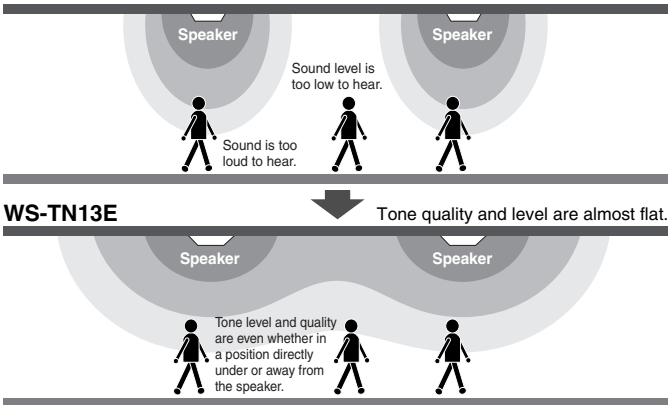 Speaker
Speaker
Sound level is
too low to hear.
Sound is too
loud to hear.
WS-TN13E
Tone quality and level are almost flat.
Speaker
Speaker
Tone level and quality
are even whether in
a position directly
under or away from
the speaker.